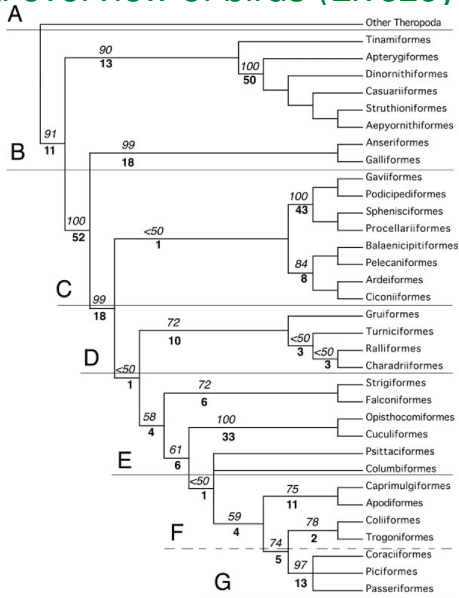 overview of birds
A
Other Theropoda
Tinamiformes
90
13
Apterygiformes
100
50
Dinornithiformes
Casuariiformes
Struthioniformes
Aepyornithiformes
91
11
B
Anseriformes
99
18
Galliformes
Gaviiformes
100
43
Podicipediformes
Sphenisciformes
Procellariiformes
100
52
<50
1
Balaenicipitiformes
84
8
Pelecaniformes
Ardeiformes
Ciconiiformes
C
99
18
Gruiformes
72
10
Turniciformes
<50
3
Ralliformes
<50
3
Charadriiformes
D
<50
1
Strigiformes
72
6
Falconiformes
58
4
Opisthocomiformes
100
33
Cuculiformes
61
6
Psittaciformes
E
Columbiformes
<50
1
Caprimulgiformes
75
11
Apodiformes
59
4
F
Coliiformes
78
2
Trogoniformes
74
5
Coraciiformes
97
13
Piciformes
G
Passeriformes